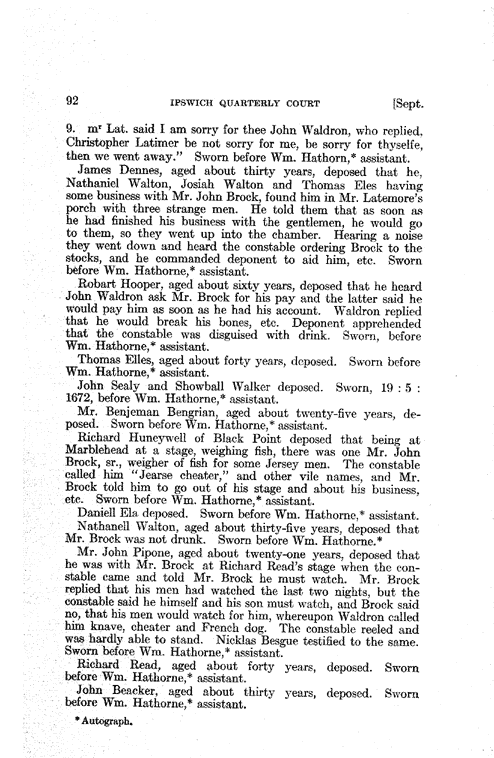 92 IPSWICH QUARTERLY COURT [Sept.
9. mr Lat. said I am sorry for thee John Waldron, who replied,
Christopher Latimer be not sorry for me, be sorry for thyselfe,
then we went away." Sworn before Wm. Hathorn,* assistant.
James Dennes, aged about thirty years, deposed that he,
Nathaniel Walton, Josiah Walton and Thomas Eles having
some business with Mr. John Brock, found him in Mr. Latemore's
porch with three strange men. He told them that as soon as
he had finished his business with the gentlemen, he would go
to them, so they went up into the chamber. Hearing a noise
they went down and heard the constable ordering Brock to the
stocks, and he commanded deponent to aid him, etc. Sworn
before Wm. Hathorne,* assistant.
Robart Hooper, aged about sixty years, deposed that he heard
John Waldron ask Mr. Brock for his pay and the latter said he
would pay him as soon as he had his account. Waldron replied
that he would break his bones, etc. Deponent apprehended
that the constable was disguised with drink. Sworn, before
Wm. Hathorne,* assistant.
Thomas Elles, aged about forty years, deposed. Sworn before
Wm. Hathorne,* assistant.
John Sealy and Showball Walker deposed. Sworn, 19 : 5 :
1672, before Wm. Hathorne,* assistant.
Mr. Benjeman Bengrian, aged about twenty-five years, de-
posed. Sworn before Wm. Hathorne,* assistant.
Richard Huncywell of Black Point deposed that being at
Marblehead at a stage, weighing fish, there was one Mr. John
Brock, sr., weigher of fish for some Jersey men. The constable
called him "Jearse cheater," and other vile names, and Mr.
Brock told him to go out of his stage and about his business,
etc. Sworn before Wm. Hathorne,* assistant.
Daniell Ela deposed. Sworn before Wm. Hathorne,* assistant.
Nathanell Walton, aged about thirty-five years, deposed that
Mr. Brock was not drunk. Sworn before Wm. Hathorne.*
Mr. John Pipone, aged about twenty-one years, deposed that
he was with Mr. Brock at Richard Read's stage when the con-
stable came and told Mr. Brock he must watch. Mr. Brock
replied that his men had watched the last two nights, but the
constable said he himself and his son must watch, and Brock said
no, that his men would watch for him, whereupon Waldron called
him knave, cheater and French dog. The constable reeled and
was hardly able to stand. Nicklas Besgue testified to the same.
Sworn before Wm. Hathorne,* assistant.
Richard Read, aged about forty years, deposed. Sworn
before Wm. Hathorne,* assistant.
John Beacker, aged about thirty years, deposed. Sworn
before Wm. Hathorne,* assistant.
* Autograph.